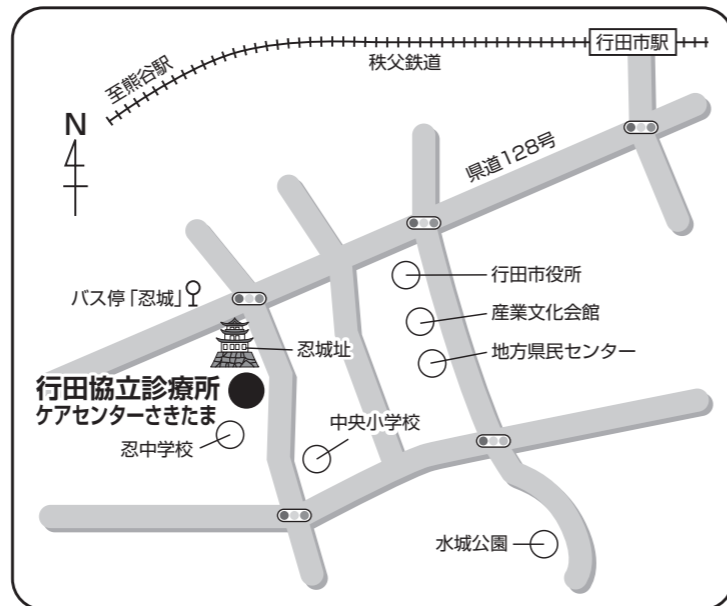 行田市駅
秩父鉄道
至熊谷駅
N
県道128号
行田市役所
バス停「忍城」
産業文化会館
忍城址
地方県民センター
行田協立診療所
ケアセンターさきたま
中央小学校
忍中学校
水城公園